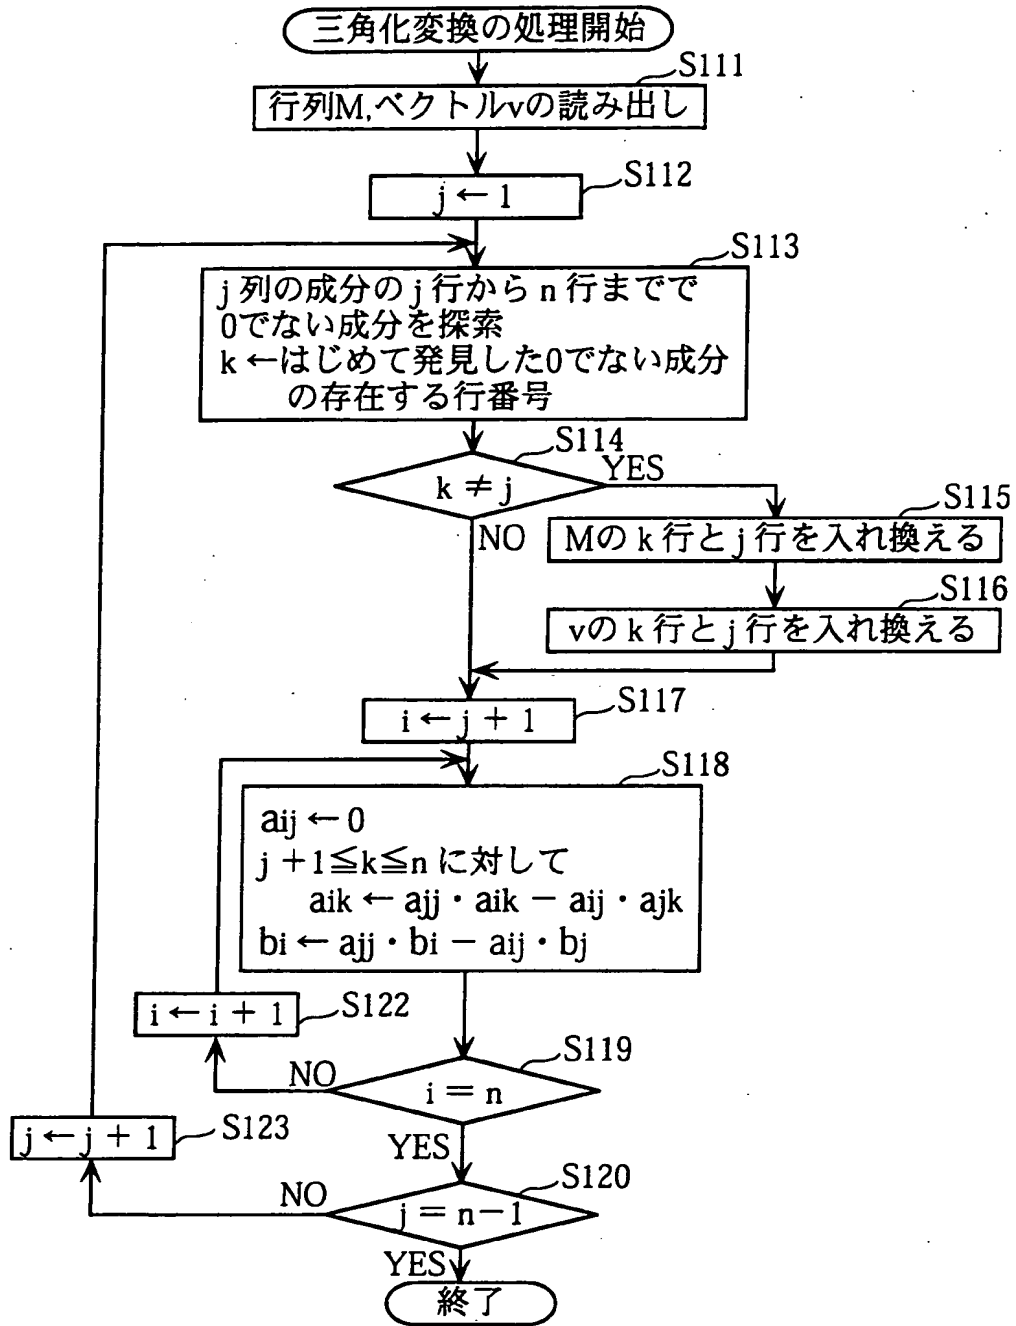 三角化変換の処理開始
S111
行列M,ベクトルvの読み出し
S112
j ← 1
S113
j 列の成分の j 行から n 行までで
0でない成分を探索
k ←はじめて発見した0でない成分
の存在する行番号
S114
k ≠ j
YES
NO
S115
Mの k 行と j 行を入れ換える
S116
vの k 行と j 行を入れ換える
S117
i ← j + 1
S118
aij ← 0
j +1≦k≦n に対して
aik ← ajj · aik − aij · ajk
bi ← ajj · bi − aij · bj
S122
i ← i + 1
S119
NO
i = n
S123
j ← j + 1
YES
S120
NO
j = n−1
YES
終了